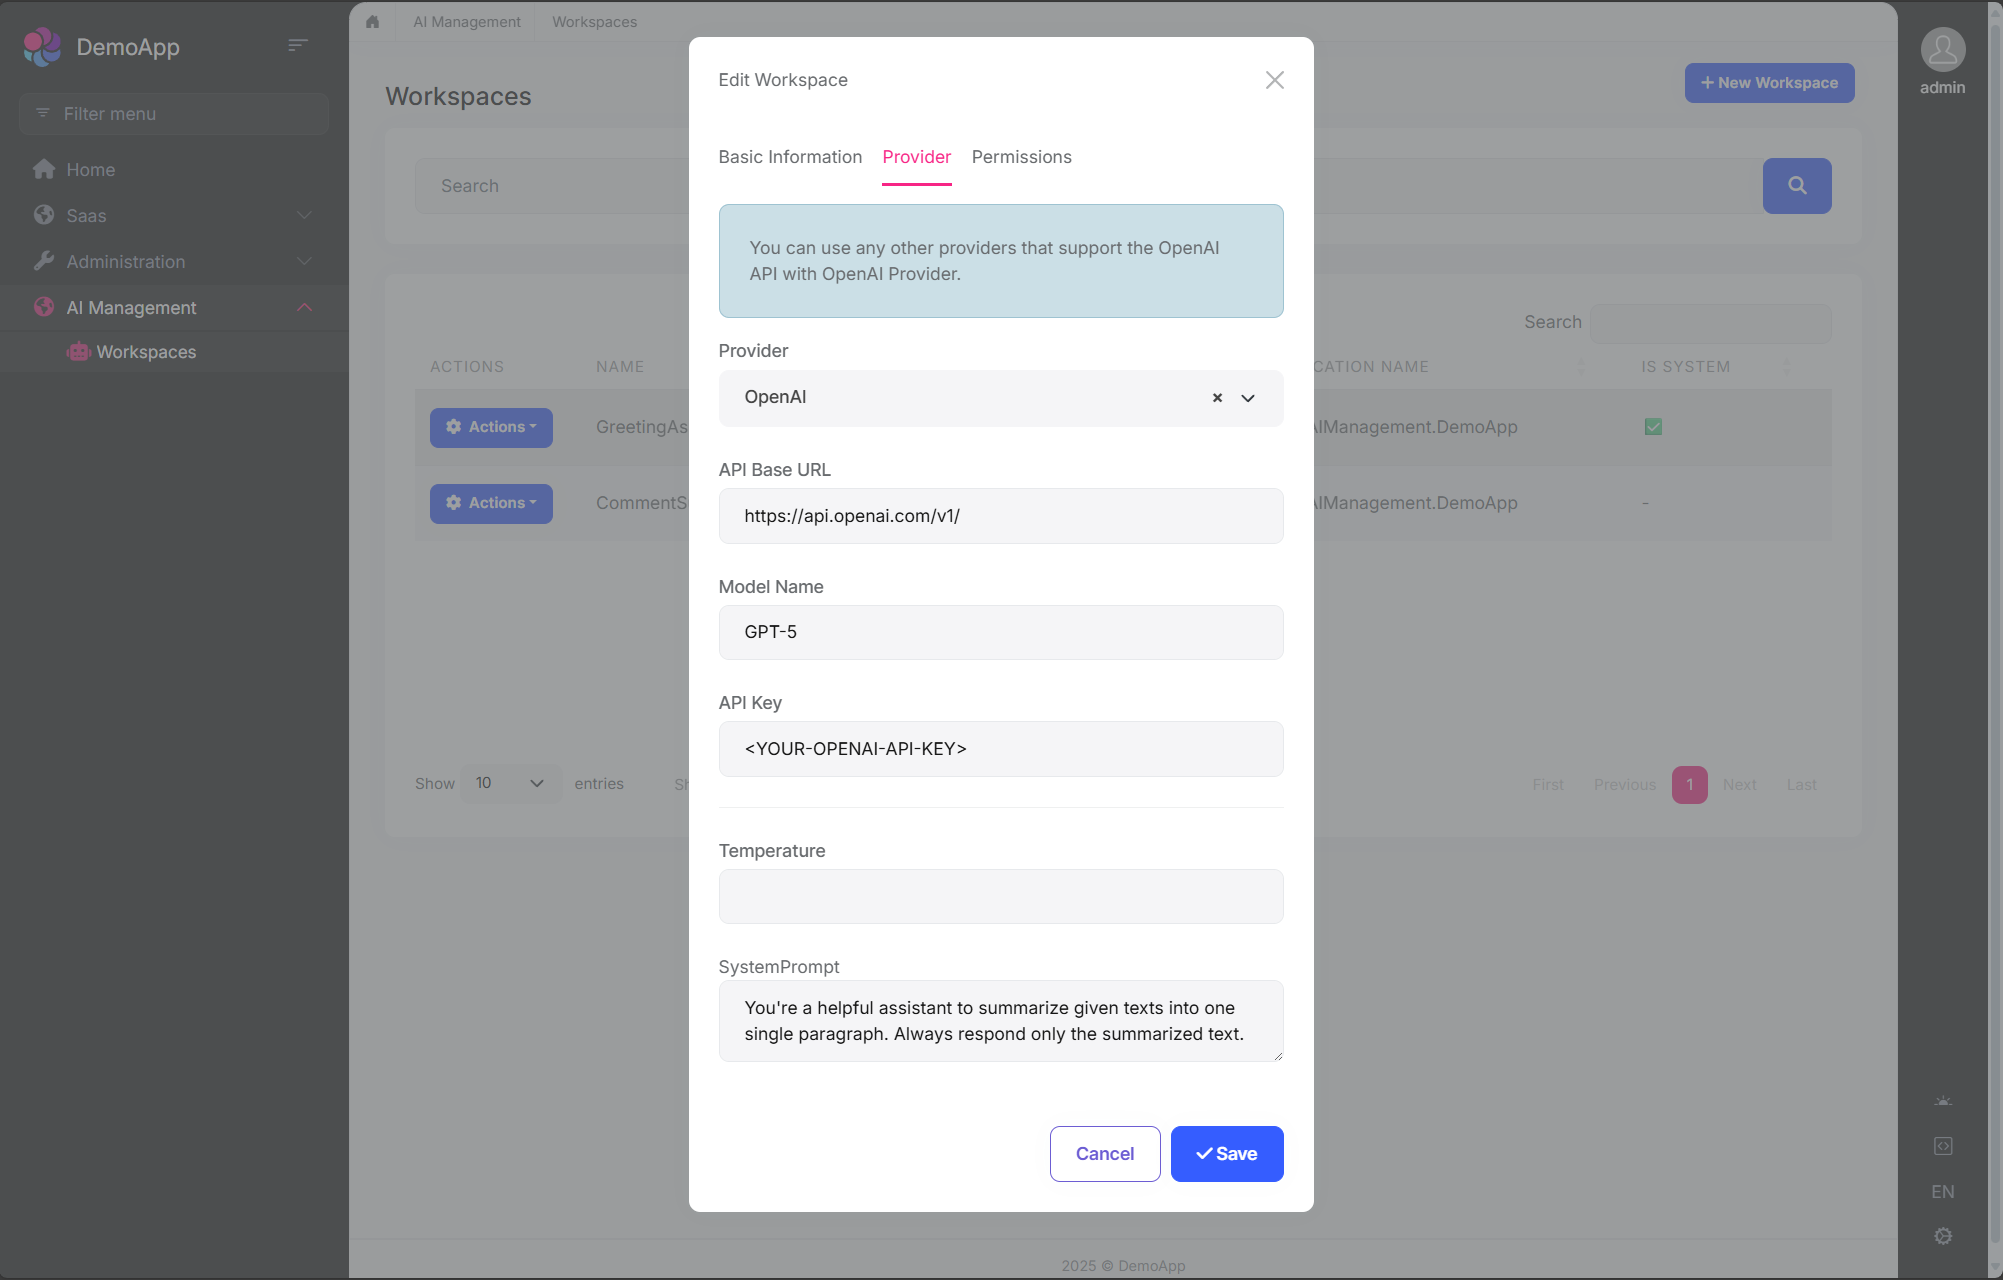 DemoApp
Filter menu
Home
Saas
Administration
AI Management
Workspaces
AI Management
Workspaces
Workspaces
+ New Workspace
Search
Search
ACTIONS
NAME
CATION NAME
IS SYSTEM
Actions
GreetingAs
AIManagement.DemoApp
Actions
CommentS
AIManagement.DemoApp
-
Show
10
entries
First
Previous
1
Next
Last
2025 © DemoApp
Edit Workspace
Basic Information
Provider
Permissions
You can use any other providers that support the OpenAI
API with OpenAI Provider.
Provider
OpenAI
API Base URL
https://api.openai.com/v1/
Model Name
GPT-5
API Key
<YOUR-OPENAI-API-KEY>
Temperature
SystemPrompt
You're a helpful assistant to summarize given texts into one
single paragraph. Always respond only the summarized text.
Cancel
Save
admin
EN